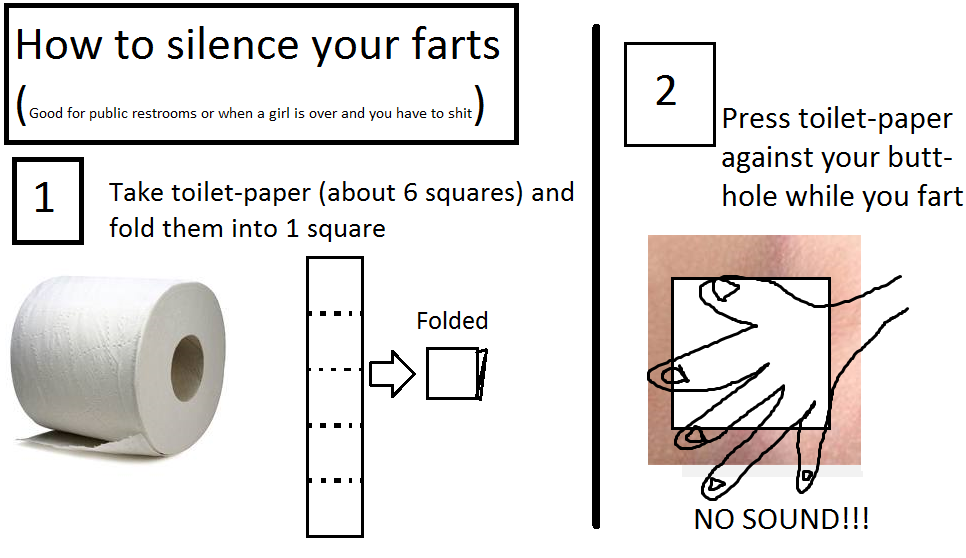 How to silence your farts
(Good for public restrooms or when a girl is over and you have to shit)
1
Take toilet-paper (about 6 squares) and
fold them into 1 square
Folded
2
Press toilet-paper
against your butt-
hole while you fart
NO SOUND!!!